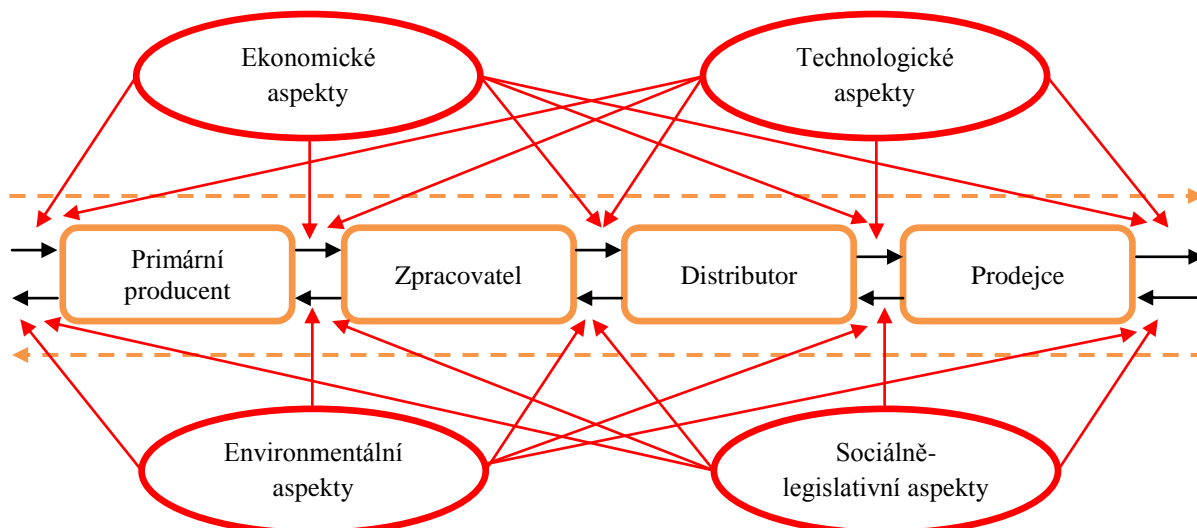 Ekonomické
aspekty
Technologické
aspekty
Primární
producent
Zpracovatel
Distributor
Prodejce
Environmentální
aspekty
Sociálně-
legislativní aspekty